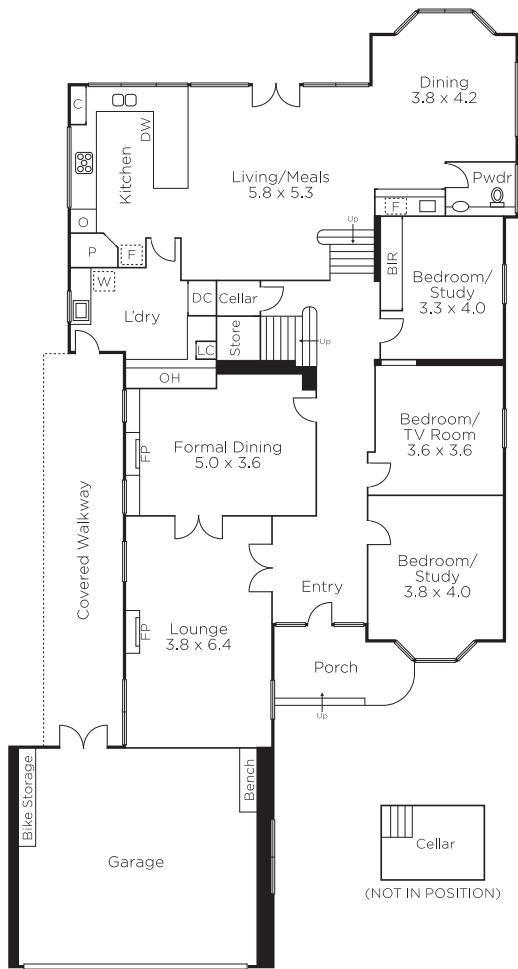 Dining
3.8 x 4.2
C
DW
Kitchen
Living/Meals
5.8 x 5.3
Pwdr
F
O
P
F
Up
BIR
Bedroom/
Study
3.3 x 4.0
W
L'dry
DC
Cellar
Store
LC
Up
OH
Formal Dining
5.0 x 3.6
FP
Bedroom/
TV Room
3.6 x 3.6
Covered Walkway
Bedroom/
Study
3.8 x 4.0
Entry
Lounge
3.8 x 6.4
FP
Porch
Up
Bike Storage
Bench
Garage
Cellar
(NOT IN POSITION)